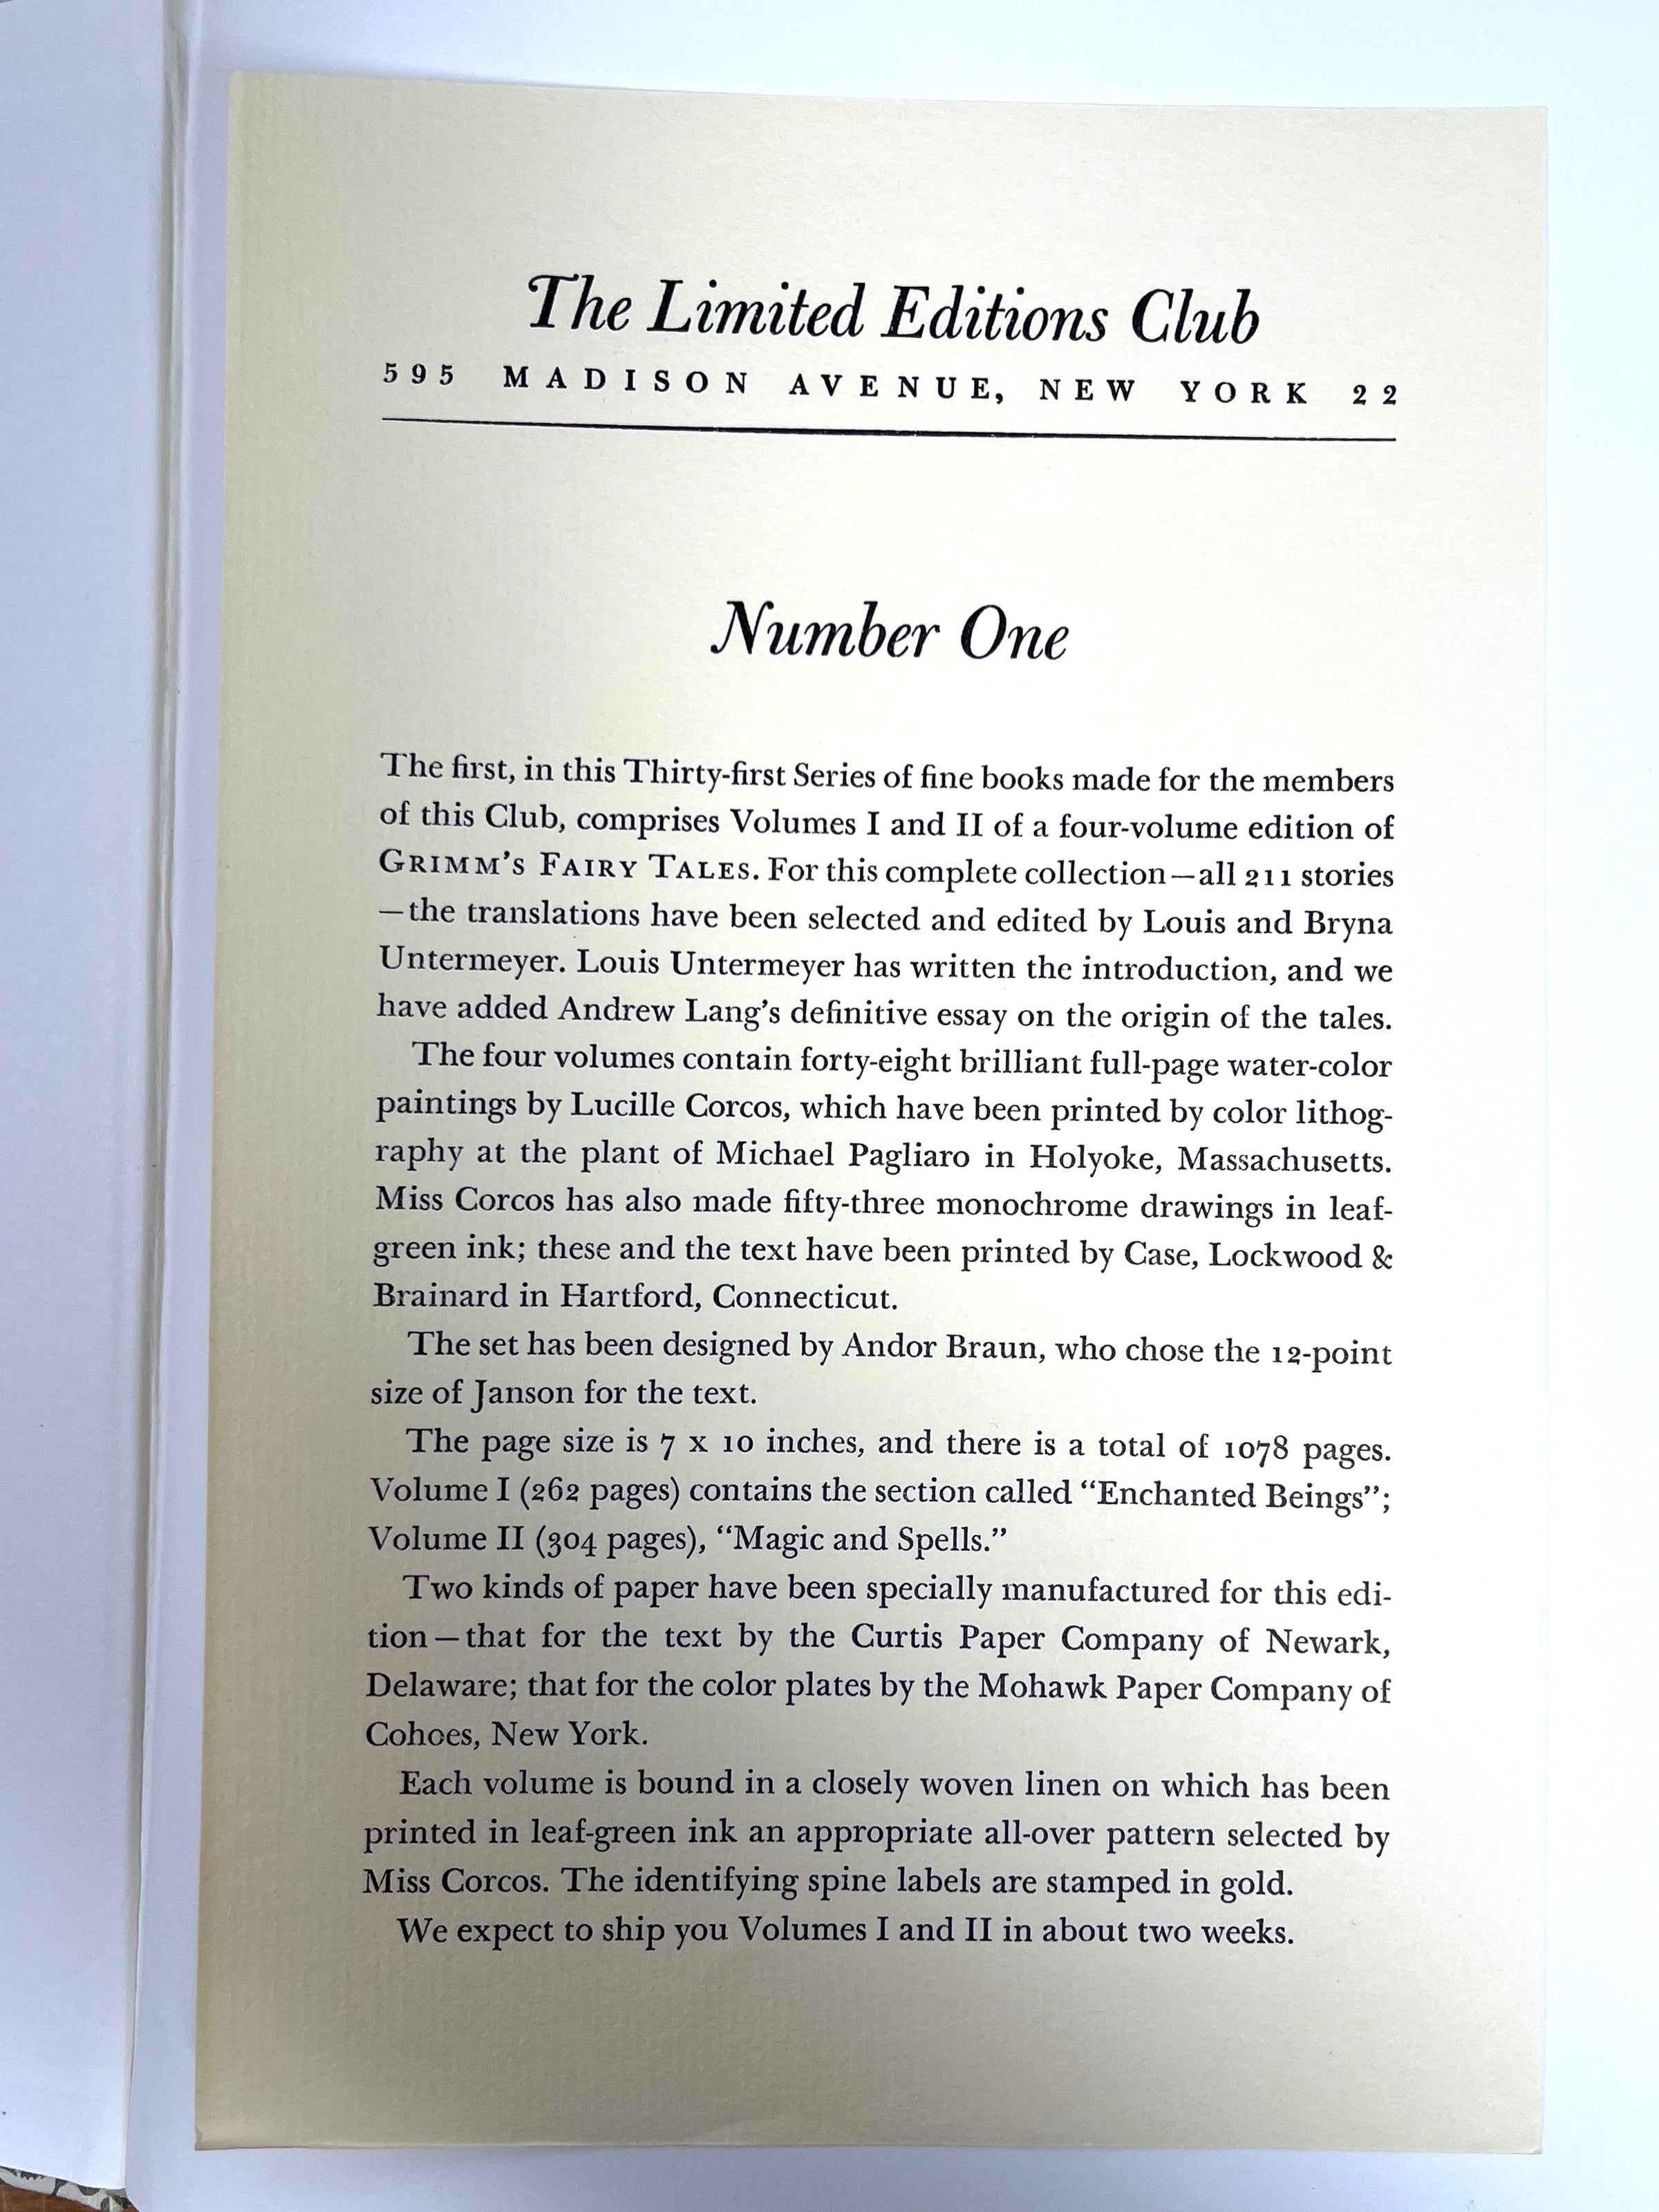 The Limited Editions Club
595 MADISON AVENUE, NEW YORK 22
Number One
The first, in this Thirty-first Series of fine books made for the members
of this Club, comprises Volumes I and II of a four-volume edition of
GRIMM'S FAIRY TALES. For this complete collection—all 211 stories
—the translations have been selected and edited by Louis and Bryna
Untermeyer. Louis Untermeyer has written the introduction, and we
have added Andrew Lang's definitive essay on the origin of the tales.
The four volumes contain forty-eight brilliant full-page water-color
paintings by Lucille Corcos, which have been printed by color lithog-
raphy at the plant of Michael Pagliaro in Holyoke, Massachusetts.
Miss Corcos has also made fifty-three monochrome drawings in leaf-
green ink; these and the text have been printed by Case, Lockwood &
Brainard in Hartford, Connecticut.
The set has been designed by Andor Braun, who chose the 12-point
size of Janson for the text.
The page size is 7 x 10 inches, and there is a total of 1078 pages.
Volume I (262 pages) contains the section called “Enchanted Beings”;
Volume II (304 pages), “Magic and Spells.”
Two kinds of paper have been specially manufactured for this edi-
tion—that for the text by the Curtis Paper Company of Newark,
Delaware; that for the color plates by the Mohawk Paper Company of
Cohoes, New York.
Each volume is bound in a closely woven linen on which has been
printed in leaf-green ink an appropriate all-over pattern selected by
Miss Corcos. The identifying spine labels are stamped in gold.
We expect to ship you Volumes I and II in about two weeks.